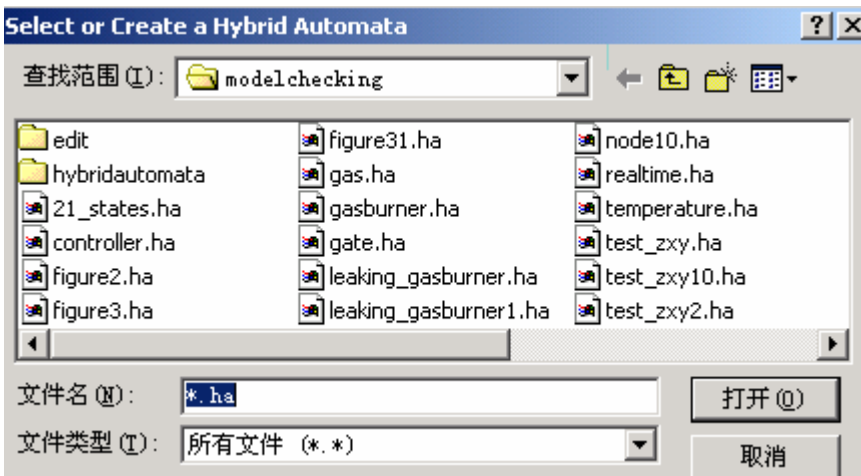 Select or Create a Hybrid Automata
查找范围(I): modelchecking
edit
hybridautomata
21_states.ha
controller.ha
figure2.ha
figure3.ha
figure31.ha
gas.ha
gasburner.ha
gate.ha
leaking_gasburner.ha
leaking_gasburner1.ha
node10.ha
realtime.ha
temperature.ha
test_zxy.ha
test_zxy10.ha
test_zxy2.ha
文件名(N): *.ha
打开(O)
文件类型(T): 所有文件 (*.*)
取消